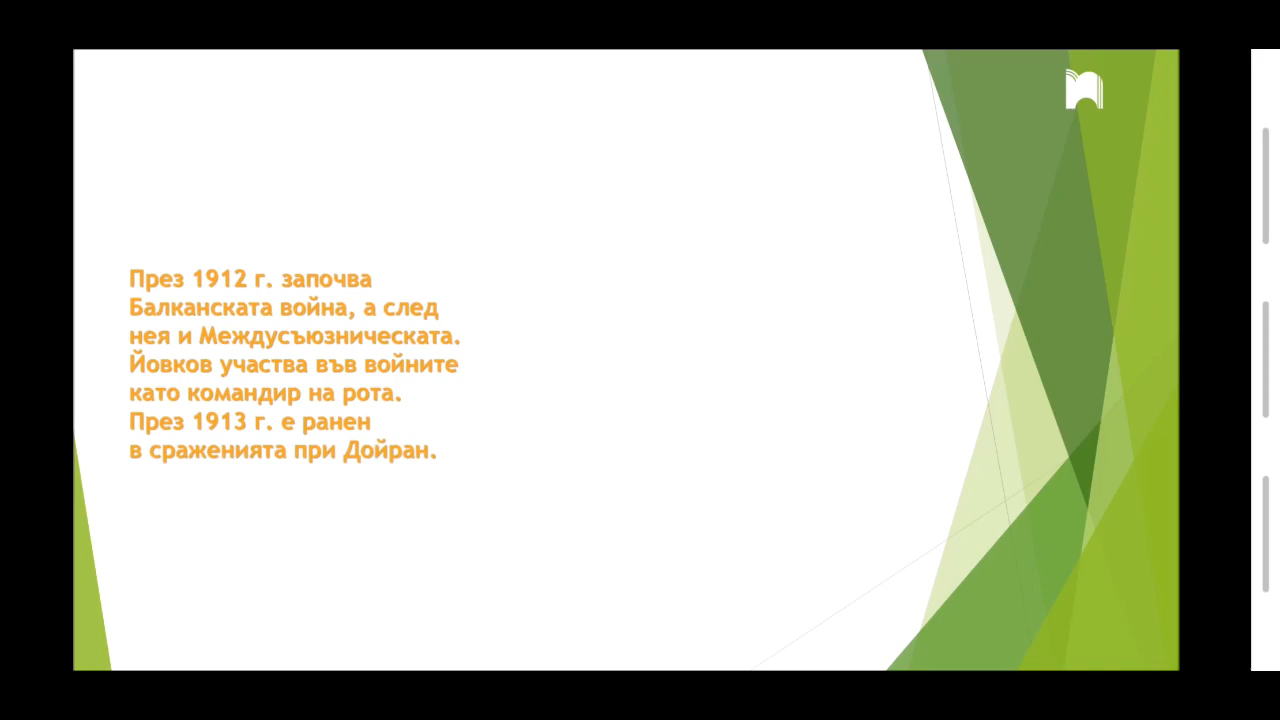 През 1912 г. започва
Балканската война, а след
нея и Междусъюзническата.
Йовков участва във войните
като командир на рота.
През 1913 г. е ранен
в сраженията при Дойран.